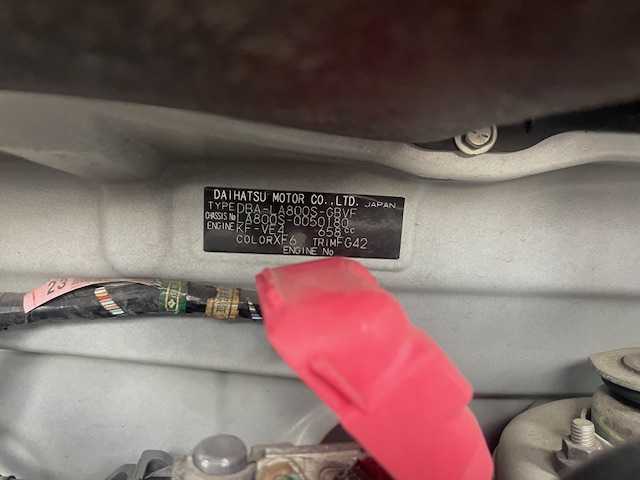 DAIHATSU MOTOR CO.,LTD.
TYPE DBA-LA800S-GBVF JAPAN
CHASSIS No LA800S-0050180
ENGINE KF-VE4 658cc
COLOR XF6 TRIM FG42
ENGINE No
23